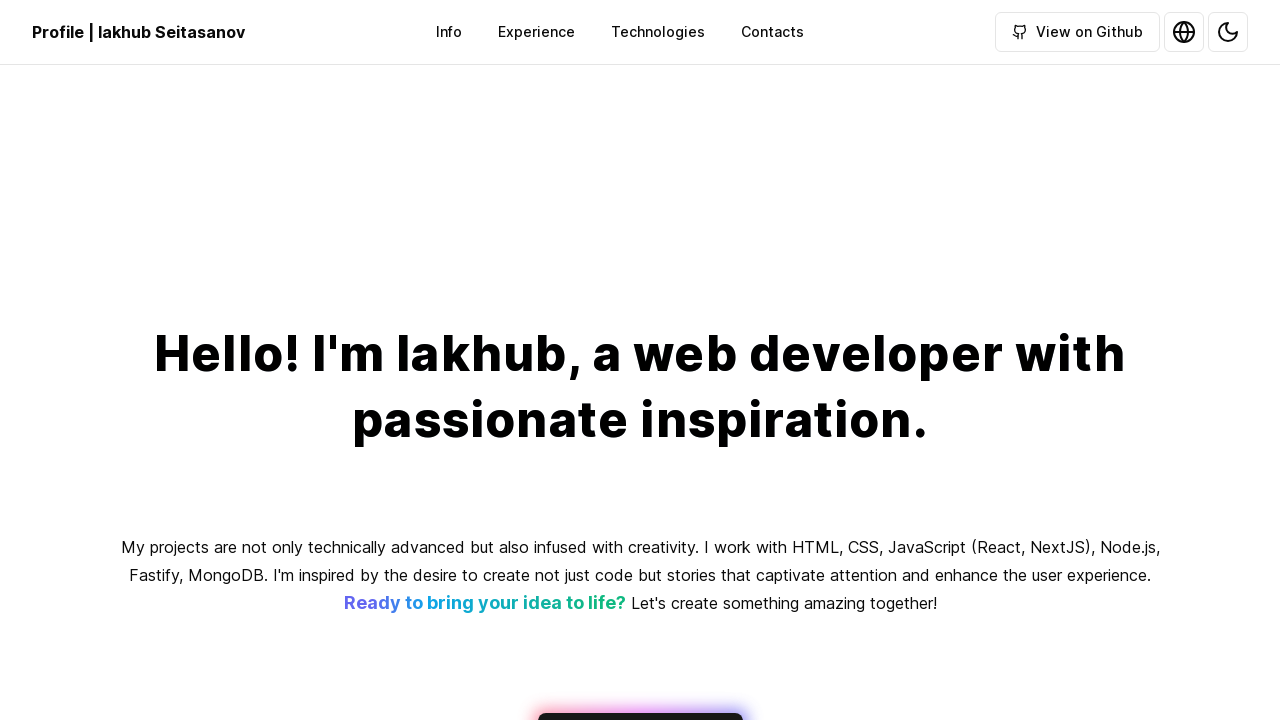 Profile | Iakhub Seitasanov
Info
Experience
Technologies
Contacts
View on Github
Hello! I'm Iakhub, a web developer with
passionate inspiration.
My projects are not only technically advanced but also infused with creativity. I work with HTML, CSS, JavaScript (React, NextJS), Node.js,
Fastify, MongoDB. I'm inspired by the desire to create not just code but stories that captivate attention and enhance the user experience.
Ready to bring your idea to life? Let's create something amazing together!